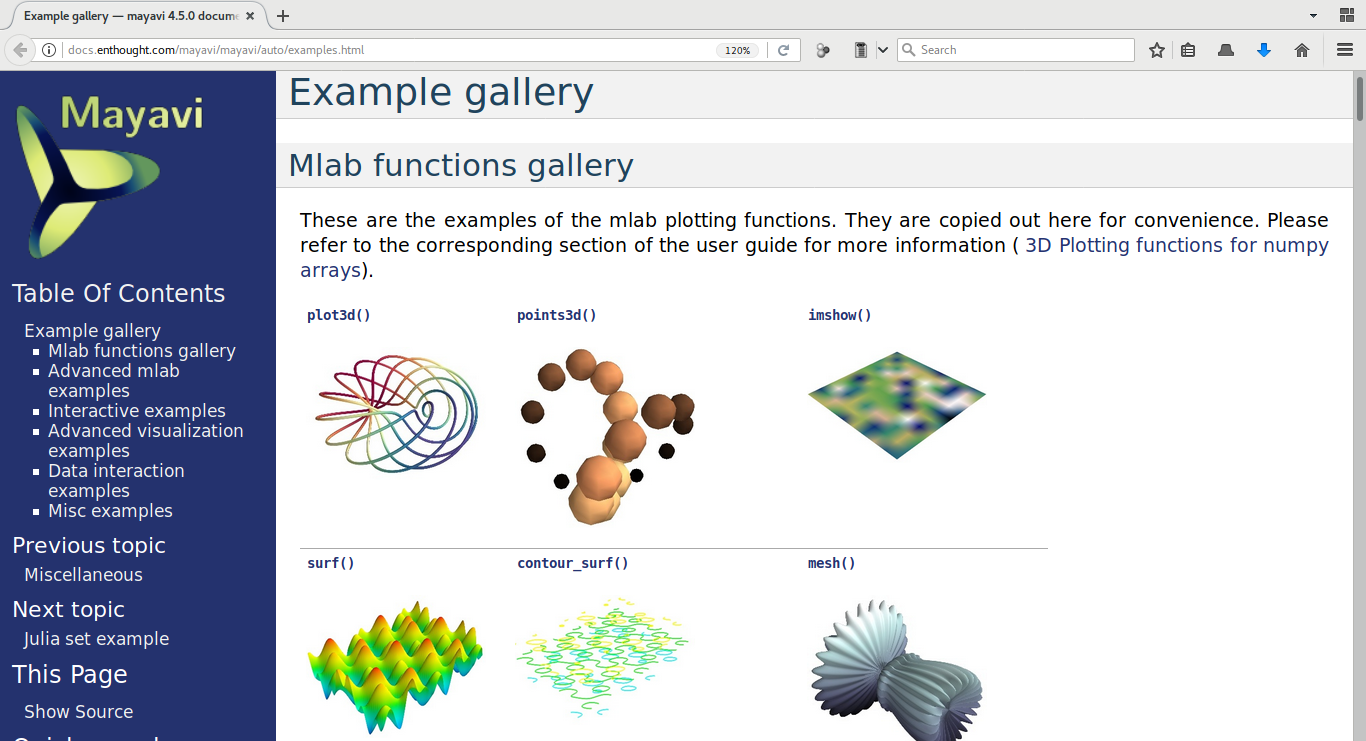 Example gallery — mayavi 4.5.0 docume
docs.enthought.com/mayavi/mayavi/auto/examples.html
120%
Search
Mayavi
Table Of Contents
Example gallery
Mlab functions gallery
Advanced mlab
examples
Interactive examples
Advanced visualization
examples
Data interaction
examples
Misc examples
Previous topic
Miscellaneous
Next topic
Julia set example
This Page
Show Source
Example gallery
Mlab functions gallery
These are the examples of the mlab plotting functions. They are copied out here for convenience. Please
refer to the corresponding section of the user guide for more information ( 3D Plotting functions for numpy
arrays).
plot3d()
points3d()
imshow()
surf()
contour_surf()
mesh()